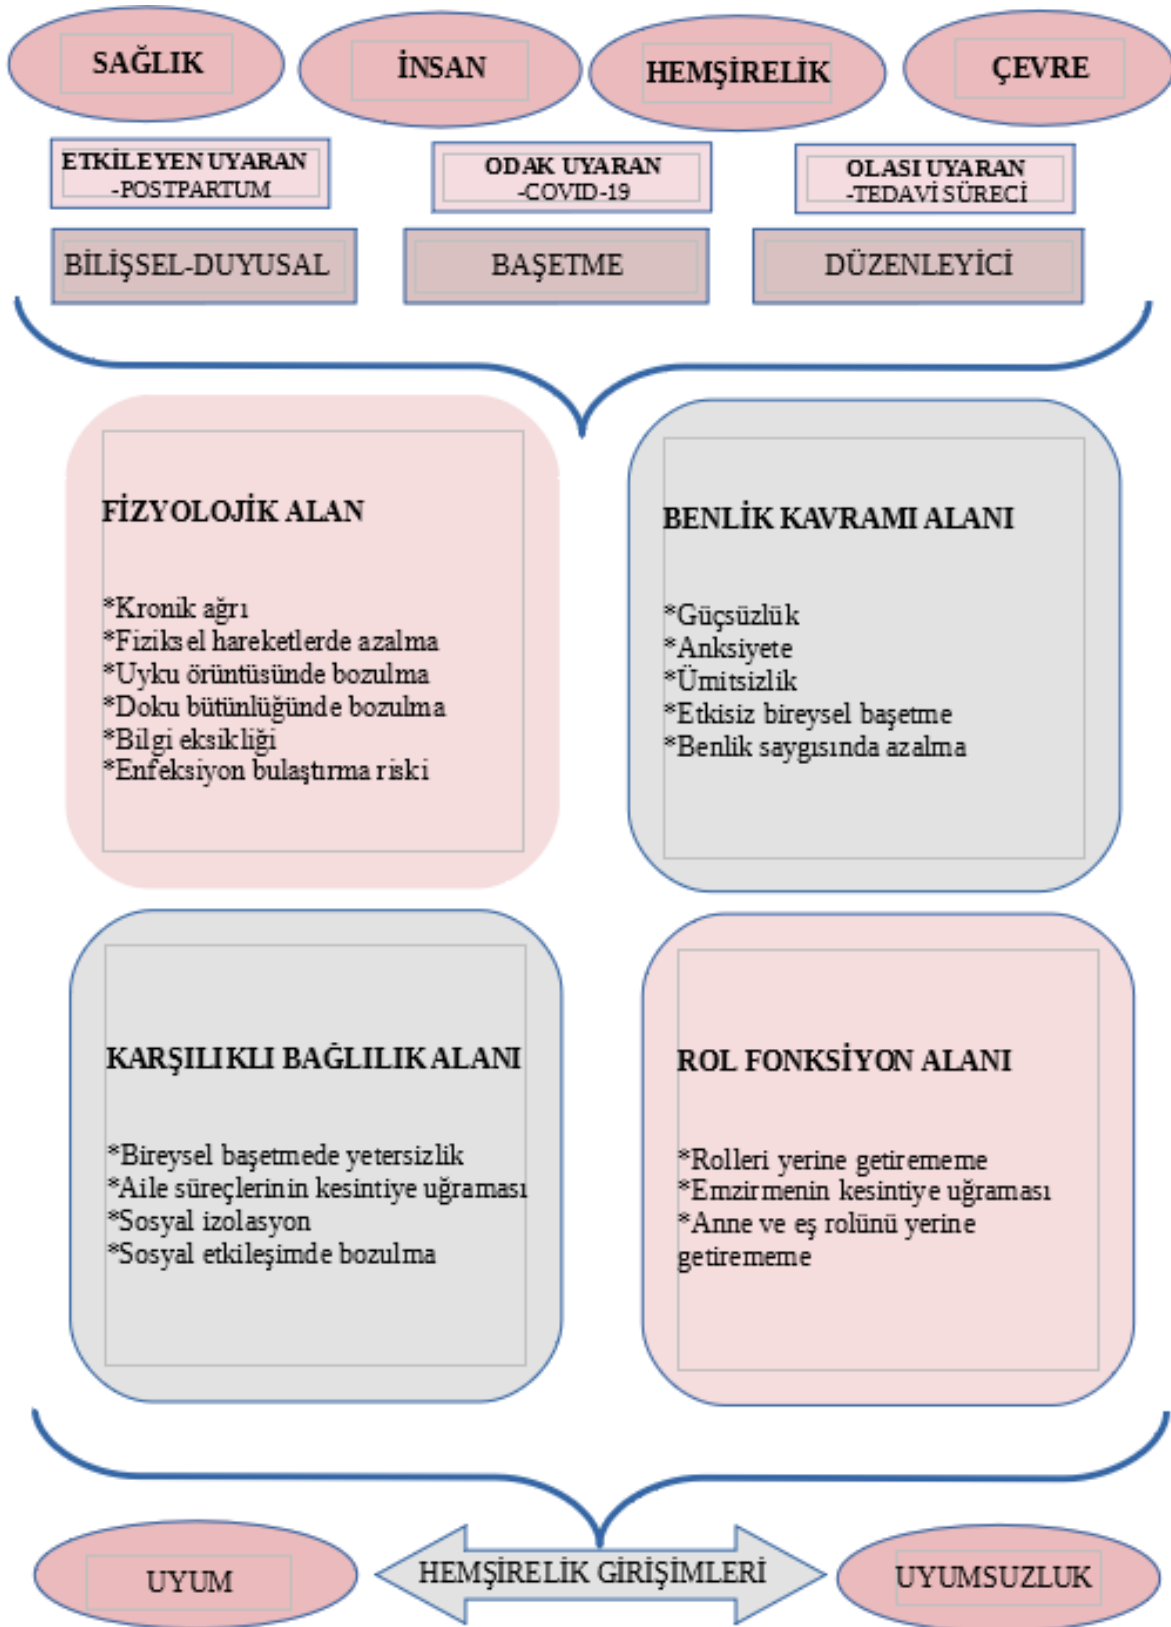 SAĞLIK
İNSAN
HEMŞİRELİK
ÇEVRE
ETKİLEYEN UYARAN
-POSTPARTUM
ODAK UYARAN
-COVID-19
OLASI UYARAN
-TEDAVİ SÜRECİ
BİLİŞSEL-DUYUSAL
BAŞETME
DÜZENLEYİCİ
FİZYOLOJİK ALAN
*Kronik ağrı
*Fiziksel hareketlerde azalma
*Uyku örüntüsünde bozulma
*Doku bütünlüğünde bozulma
*Bilgi eksikliği
*Enfeksiyon bulaştırma riski
BENLİK KAVRAMI ALANI
*Güçsüzlük
*Anksiyete
*Ümitsizlik
*Etkisiz bireysel başetme
*Benlik saygısında azalma
KARŞILIKLI BAĞLILIK ALANI
*Bireysel başetmede yetersizlik
*Aile süreçlerinin kesintiye uğraması
*Sosyal izolasyon
*Sosyal etkileşimde bozulma
ROL FONKSİYON ALANI
*Rolleri yerine getirememe
*Emzirmenin kesintiye uğraması
*Anne ve eş rolünü yerine
getirememe
UYUM
HEMŞİRELİK GİRİŞİMLERİ
UYUMSUZLUK